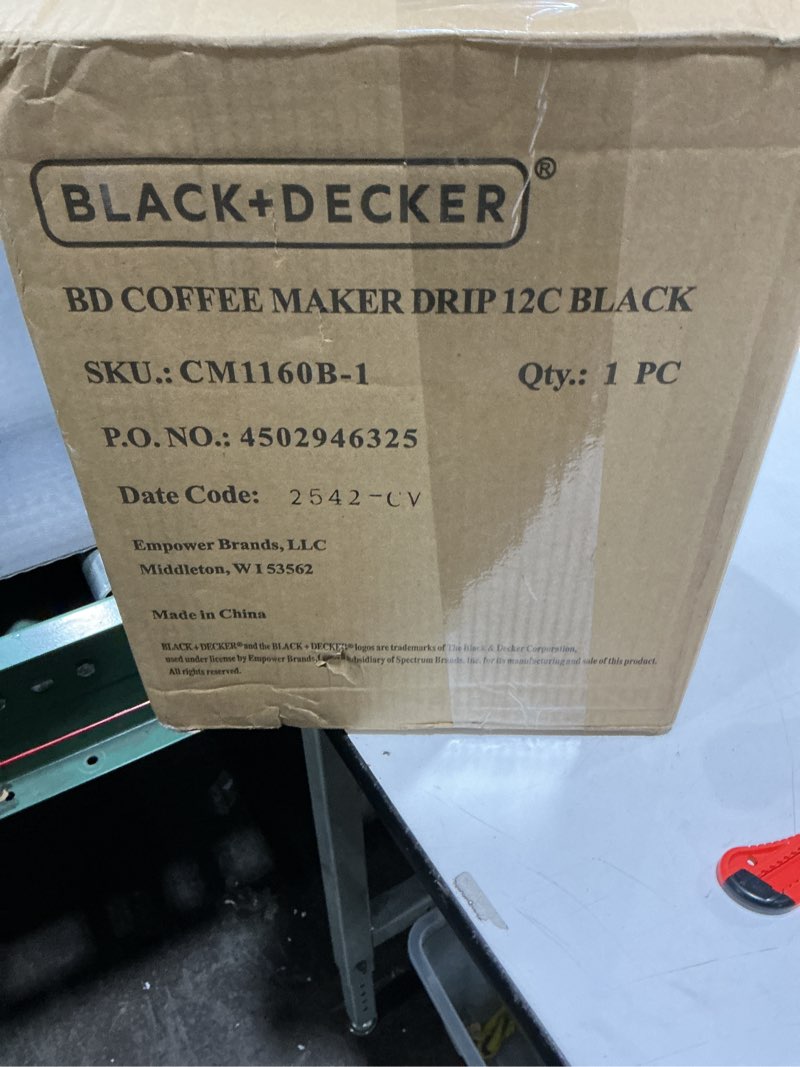 BLACK+DECKER®
BD COFFEE MAKER DRIP 12C BLACK
SKU.: CM1160B-1 Qty.: 1 PC
P.O. NO.: 4502946325
Date Code: 2542-CV
Empower Brands, LLC
Middleton, W I 53562
Made in China
BLACK + DECKER® and the BLACK + DECKER® logos are trademarks of The Black & Decker Corporation,
used under license by Empower Brands, subsidiary of Spectrum Brands, Inc. for its manufacturing and sale of this product.
All rights reserved.